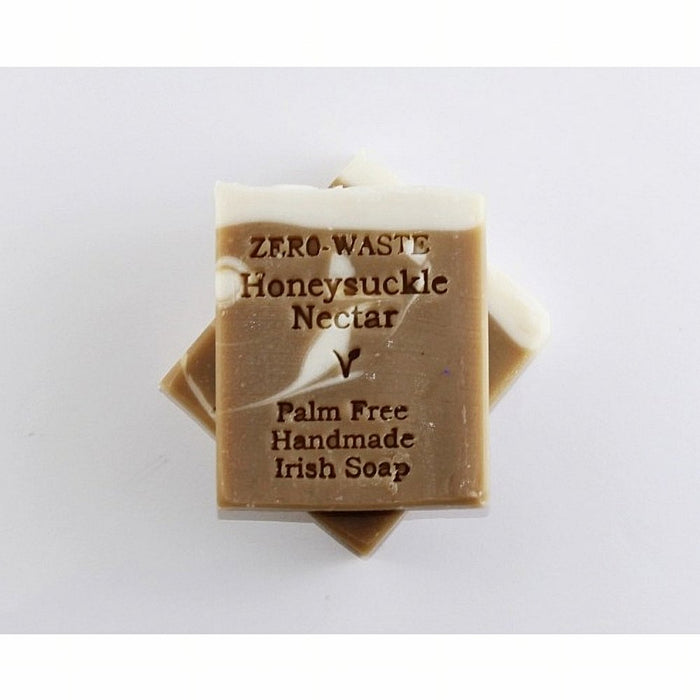 ZERO-WASTE
Honeysuckle
Nectar
Palm Free
Handmade
Irish Soap